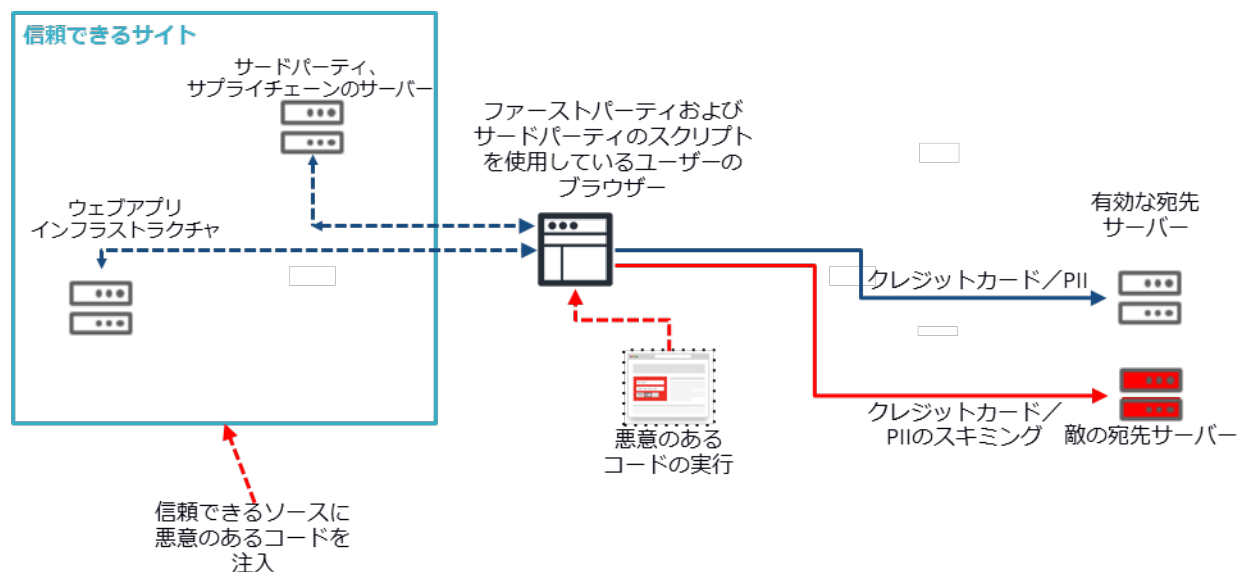 信頼できるサイト
サードパーティ、
サプライチェーンのサーバー
ファーストパーティおよび
サードパーティのスクリプト
を使用しているユーザーの
ブラウザー
ウェブアプリ
インフラストラクチャ
有効な宛先
サーバー
クレジットカード／PII
クレジットカード／
PIIのスキミング
敵の宛先サーバー
悪意のある
コードの実行
信頼できるソースに
悪意のあるコードを
注入